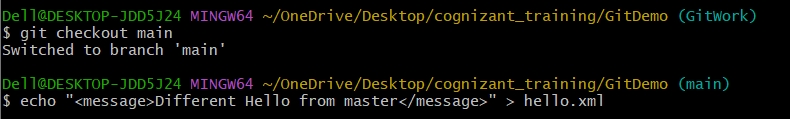 Dell@DESKTOP-JDD5J24 MINGW64 ~/OneDrive/Desktop/cognizant_training/GitDemo (GitWork)
$ git checkout main
Switched to branch 'main'
Dell@DESKTOP-JDD5J24 MINGW64 ~/OneDrive/Desktop/cognizant_training/GitDemo (main)
$ echo "<message>Different Hello from master</message>" > hello.xml